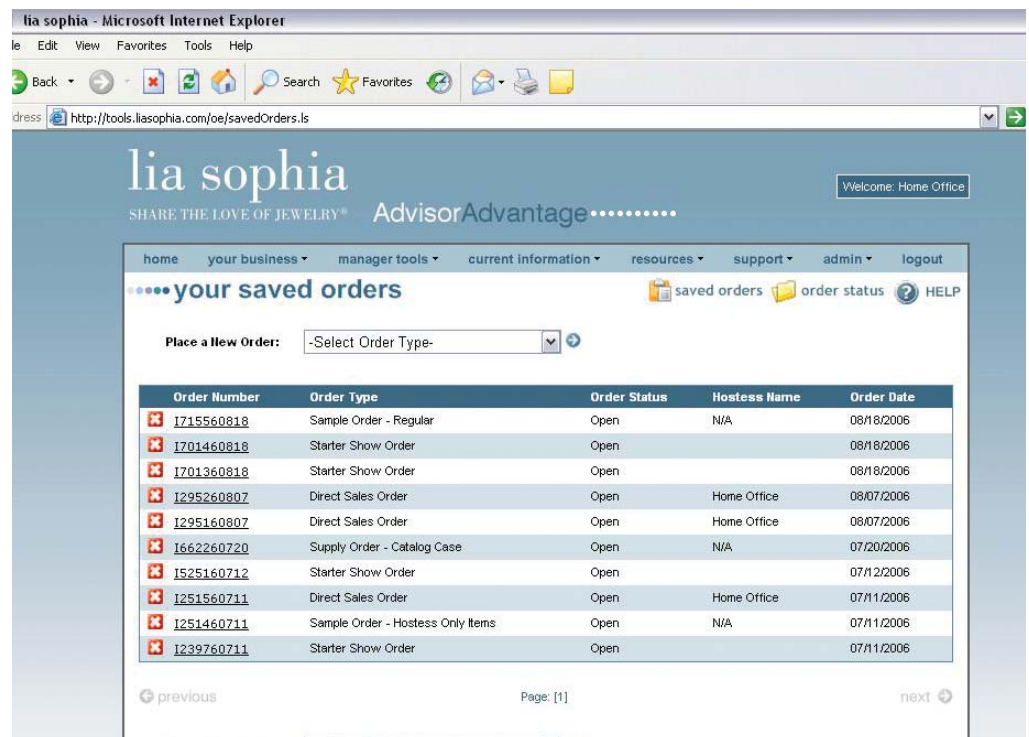 lia sophia - Microsoft Internet Explorer
le Edit View Favorites Tools Help
Back Search Favorites
dress http://tools.liasophia.com/oe/savedOrders.ls
lia sophia
SHARE THE LOVE OF JEWELRY® AdvisorAdvantage
Welcome: Home Office
home your business manager tools current information resources support admin logout
your saved orders saved orders order status HELP
Place a New Order: -Select Order Type-
Order Number Order Type Order Status Hostess Name Order Date
I715560818 Sample Order - Regular Open N/A 08/18/2006
I701460818 Starter Show Order Open 08/18/2006
I701360818 Starter Show Order Open 08/18/2006
I295260807 Direct Sales Order Open Home Office 08/07/2006
I295160807 Direct Sales Order Open Home Office 08/07/2006
I662260720 Supply Order - Catalog Case Open N/A 07/20/2006
I525160712 Starter Show Order Open 07/12/2006
I251560711 Direct Sales Order Open Home Office 07/11/2006
I251460711 Sample Order - Hostess Only Items Open N/A 07/11/2006
I239760711 Starter Show Order Open 07/11/2006
previous Page: [1] next